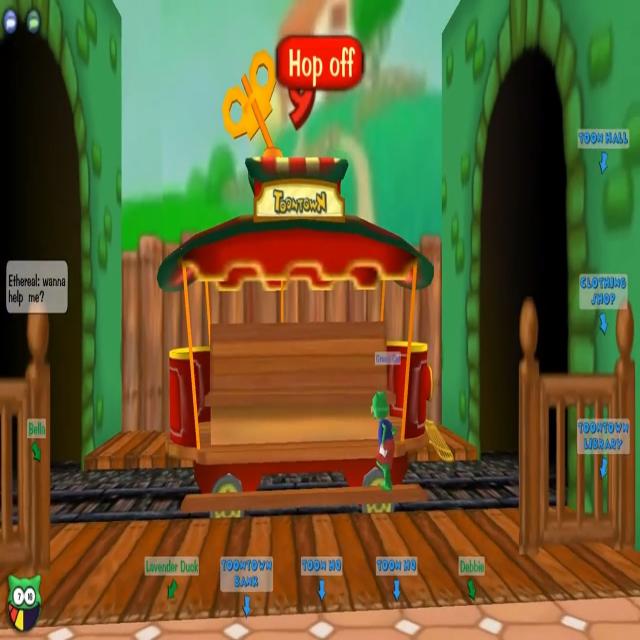 Hop off
9
TOONTOWN
TOON HALL
Ethereal: wanna
help me?
CLOTHING
SHOP
Bella
TOONTOWN
LIBRARY
Lavender Duck
TOONTOWN
BANK
TOON HQ
TOON HQ
Debbie